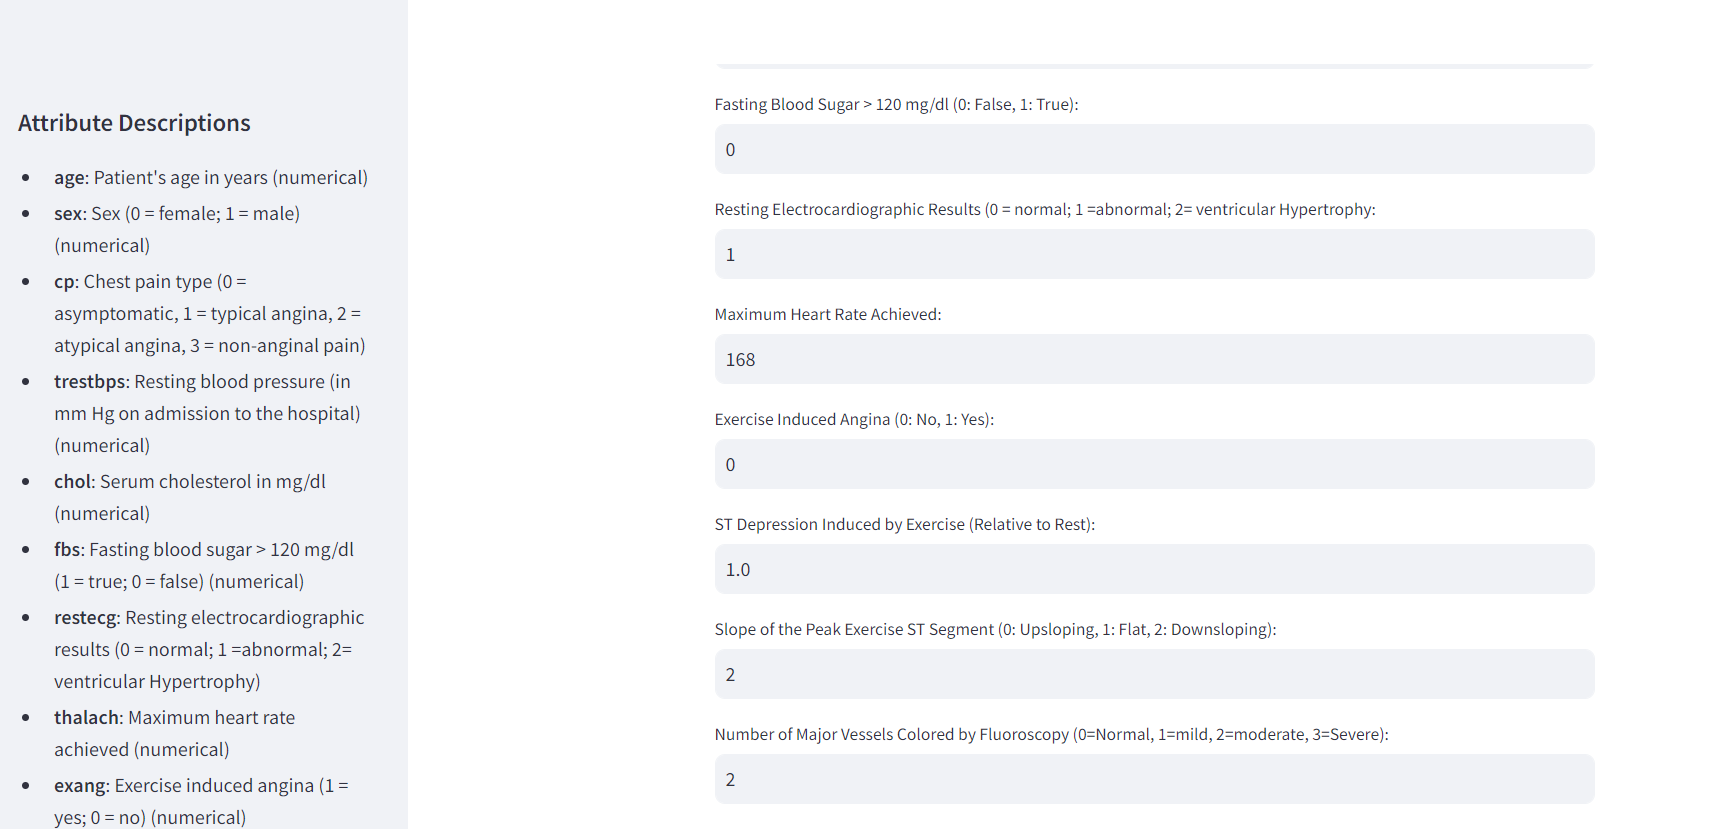 Attribute Descriptions
age: Patient's age in years (numerical)
sex: Sex (0 = female; 1 = male)
(numerical)
cp: Chest pain type (0 =
asymptomatic, 1 = typical angina, 2 =
atypical angina, 3 = non-anginal pain)
trestbps: Resting blood pressure (in
mm Hg on admission to the hospital)
(numerical)
chol: Serum cholesterol in mg/dl
(numerical)
fbs: Fasting blood sugar > 120 mg/dl
(1 = true; 0 = false) (numerical)
restecg: Resting electrocardiographic
results (0 = normal; 1 =abnormal; 2=
ventricular Hypertrophy)
thalach: Maximum heart rate
achieved (numerical)
exang: Exercise induced angina (1 =
yes; 0 = no) (numerical)
Fasting Blood Sugar > 120 mg/dl (0: False, 1: True):
0
Resting Electrocardiographic Results (0 = normal; 1 =abnormal; 2= ventricular Hypertrophy:
1
Maximum Heart Rate Achieved:
168
Exercise Induced Angina (0: No, 1: Yes):
0
ST Depression Induced by Exercise (Relative to Rest):
1.0
Slope of the Peak Exercise ST Segment (0: Upsloping, 1: Flat, 2: Downsloping):
2
Number of Major Vessels Colored by Fluoroscopy (0=Normal, 1=mild, 2=moderate, 3=Severe):
2